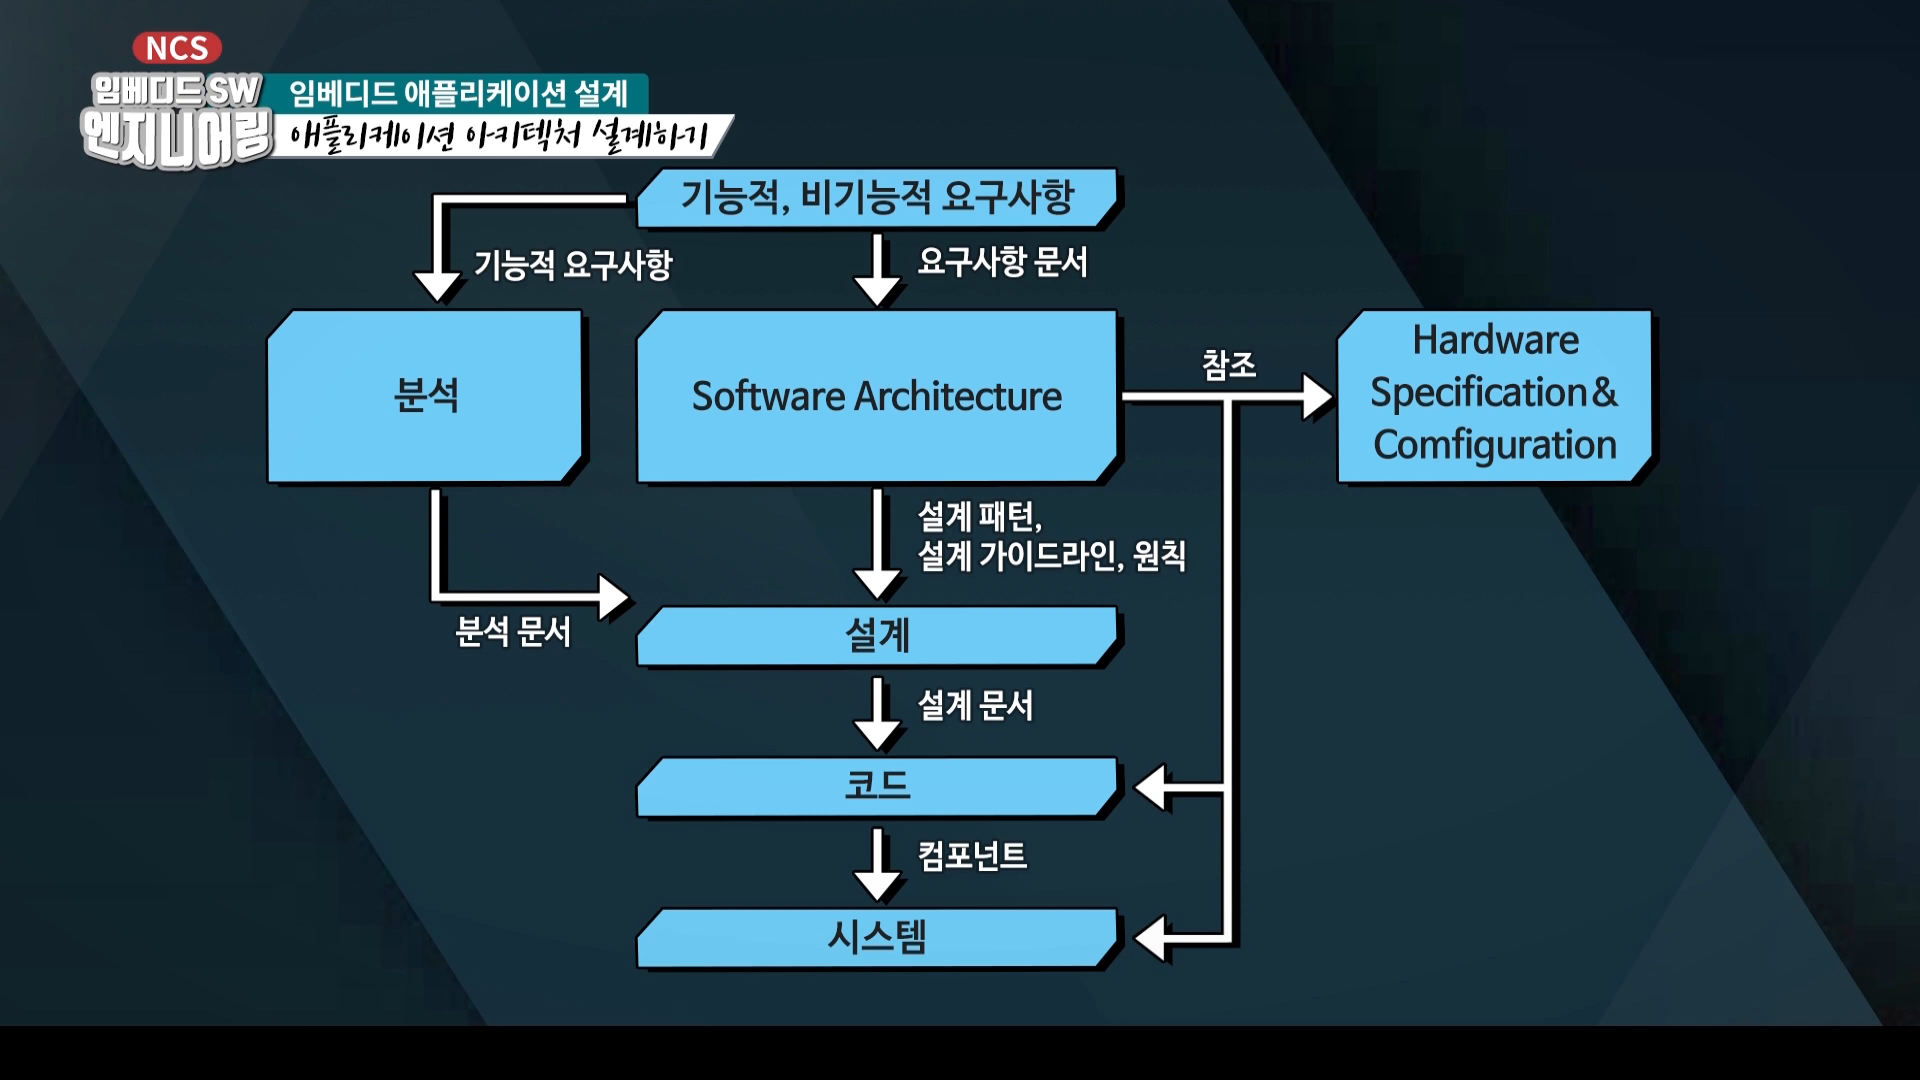 NCS
임베디드 SW
엔지니어링
임베디드 애플리케이션 설계
애플리케이션 아키텍처 설계하기
기능적, 비기능적 요구사항
기능적 요구사항
요구사항 문서
분석
Software Architecture
참조
Hardware
Specification&
Comfiguration
설계 패턴,
설계 가이드라인, 원칙
분석 문서
설계
설계 문서
코드
컴포넌트
시스템